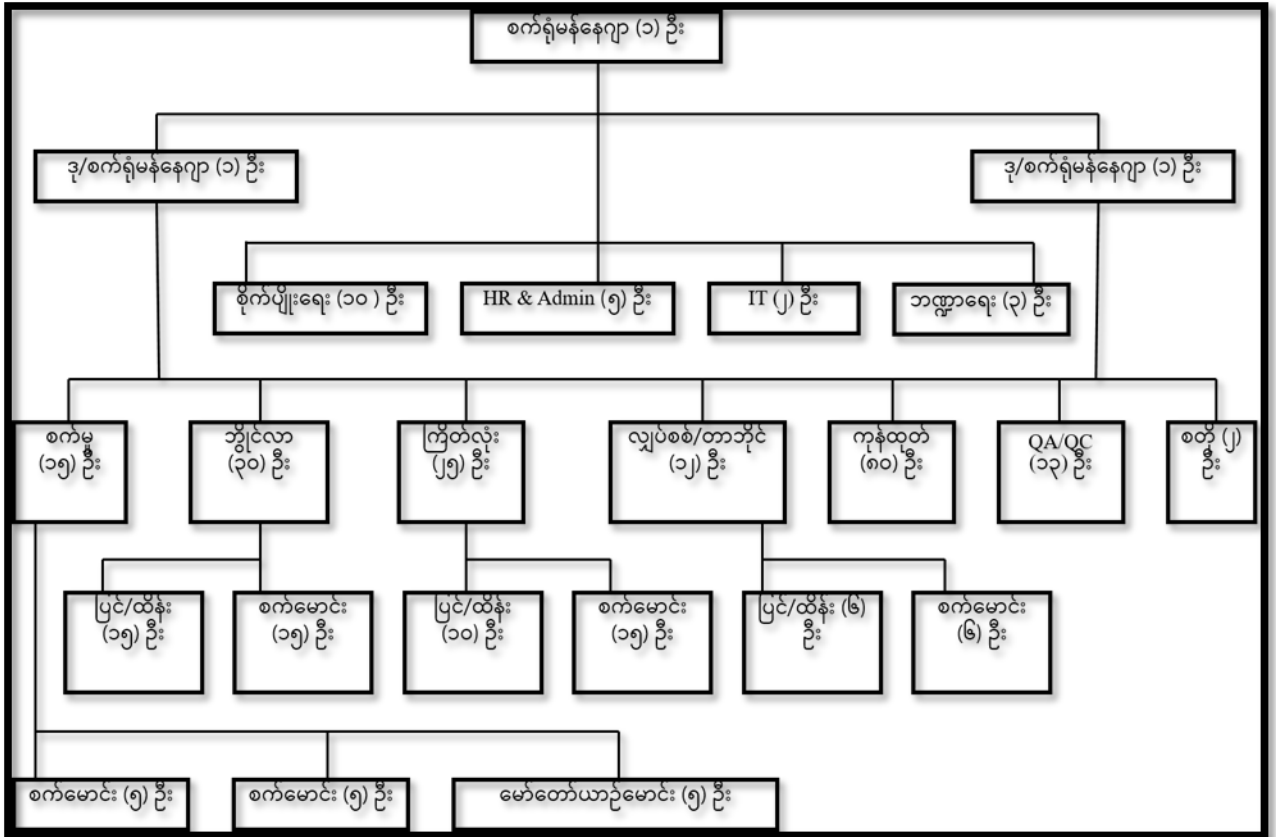 စက်ရုံမန်နေဂျာ (၁) ဦး
ဒု/စက်ရုံမန်နေဂျာ (၁) ဦး
ဒု/စက်ရုံမန်နေဂျာ (၁) ဦး
စိုက်ပျိုးရေး (၁၀ ) ဦး
HR & Admin (၅) ဦး
IT (၂) ဦး
ဘဏ္ဍာရေး (၃) ဦး
စက်မှု
(၁၅) ဦး
ဘွိုင်လာ
(၃၀) ဦး
ကြိတ်လုံး
(၂၅) ဦး
လျှပ်စစ်/တာဘိုင်
(၁၂) ဦး
ကုန်ထုတ်
(၈၀) ဦး
QA/QC
(၁၃) ဦး
စတို (၂)
ဦး
ပြင်/ထိန်း
(၁၅) ဦး
စက်မောင်း
(၁၅) ဦး
ပြင်/ထိန်း
(၁၀) ဦး
စက်မောင်း
(၁၅) ဦး
ပြင်/ထိန်း (၆)
ဦး
စက်မောင်း
(၆) ဦး
စက်မောင်း (၅) ဦး
စက်မောင်း (၅) ဦး
မော်တော်ယာဉ်မောင်း (၅) ဦး